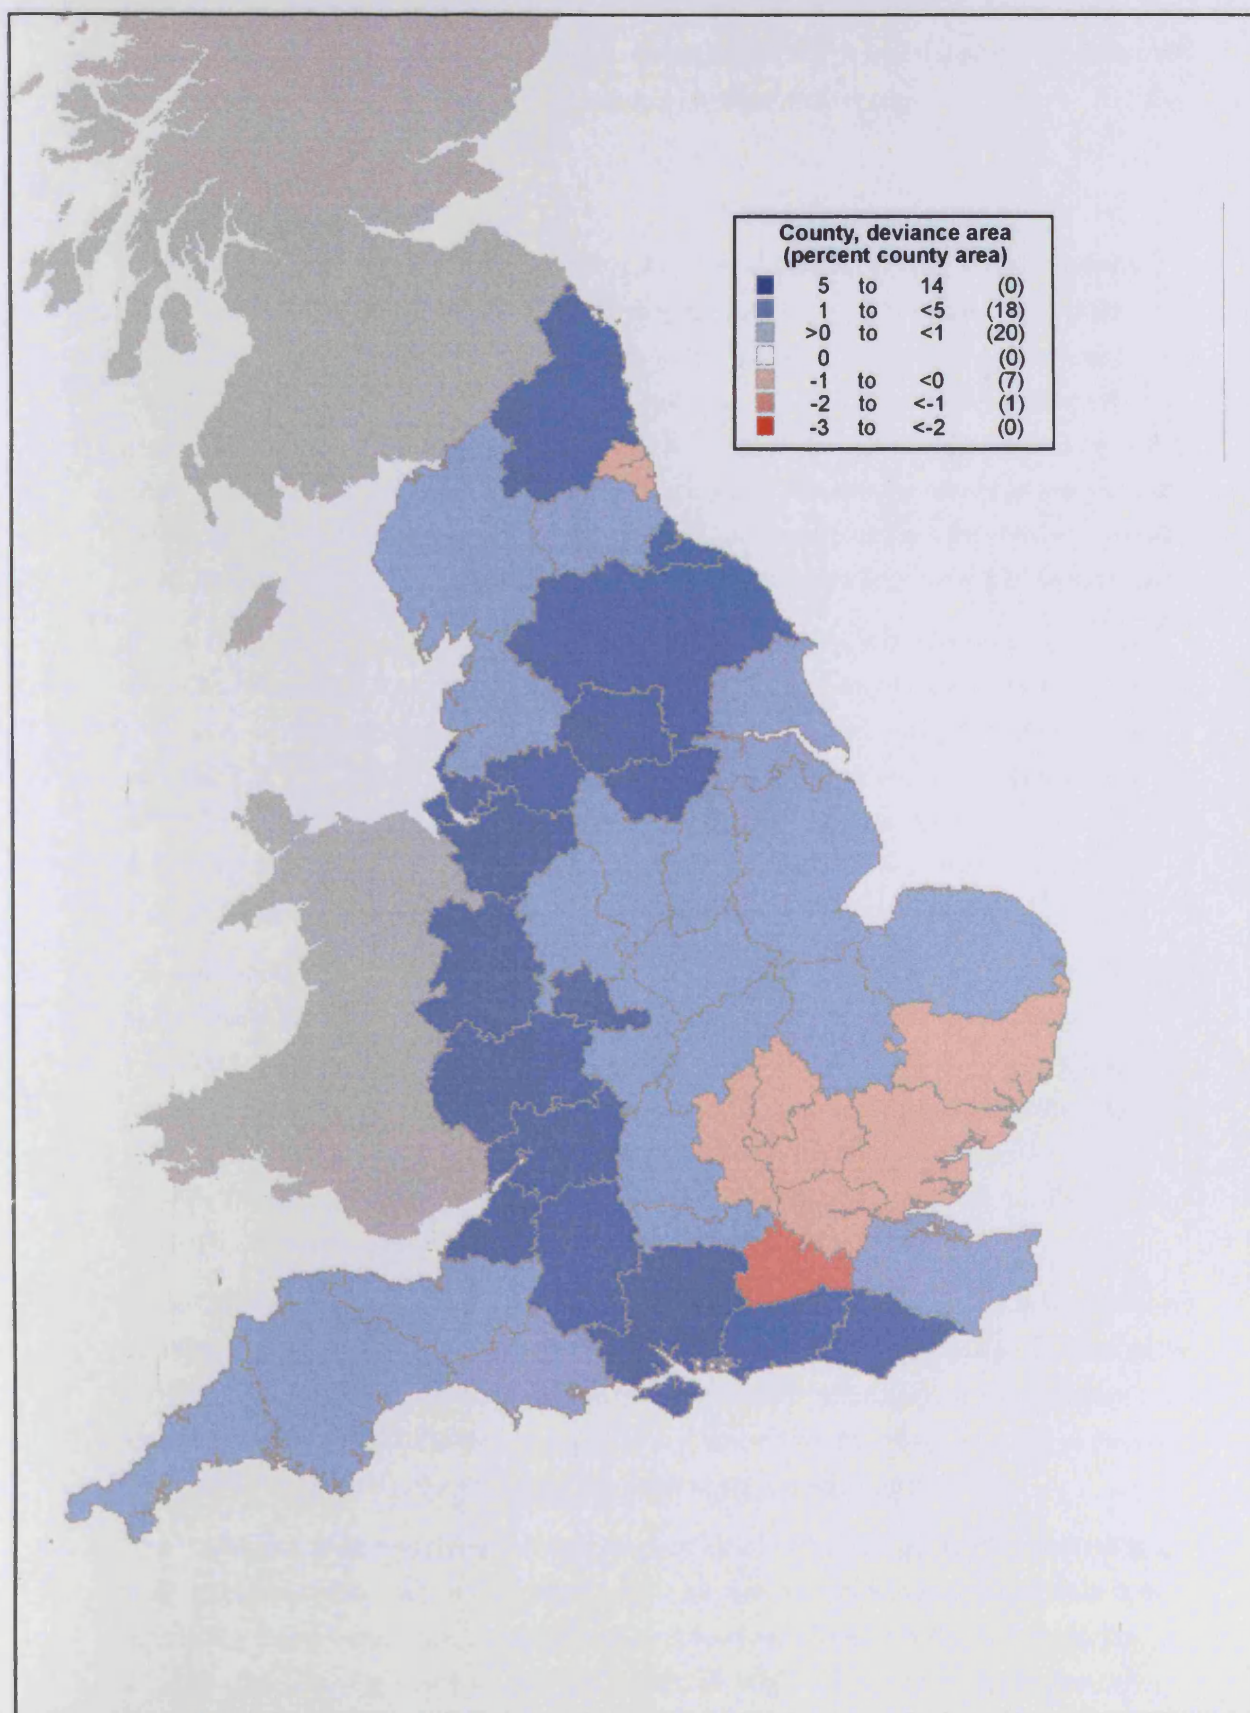 County, deviance area
(percent county area)
5 to 14 (0)
1 to <5 (18)
>0 to <1 (20)
0 (0)
-1 to <0 (7)
-2 to <-1 (1)
-3 to <-2 (0)